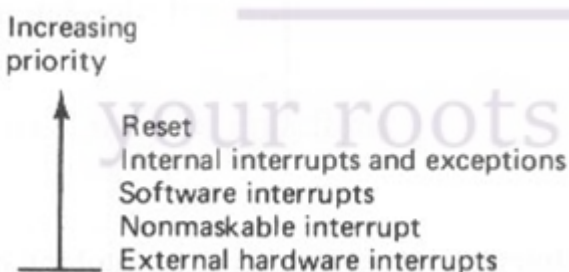 Increasing
priority
your roots
Reset
Internal interrupts and exceptions
Software interrupts
Nonmaskable interrupt
External hardware interrupts